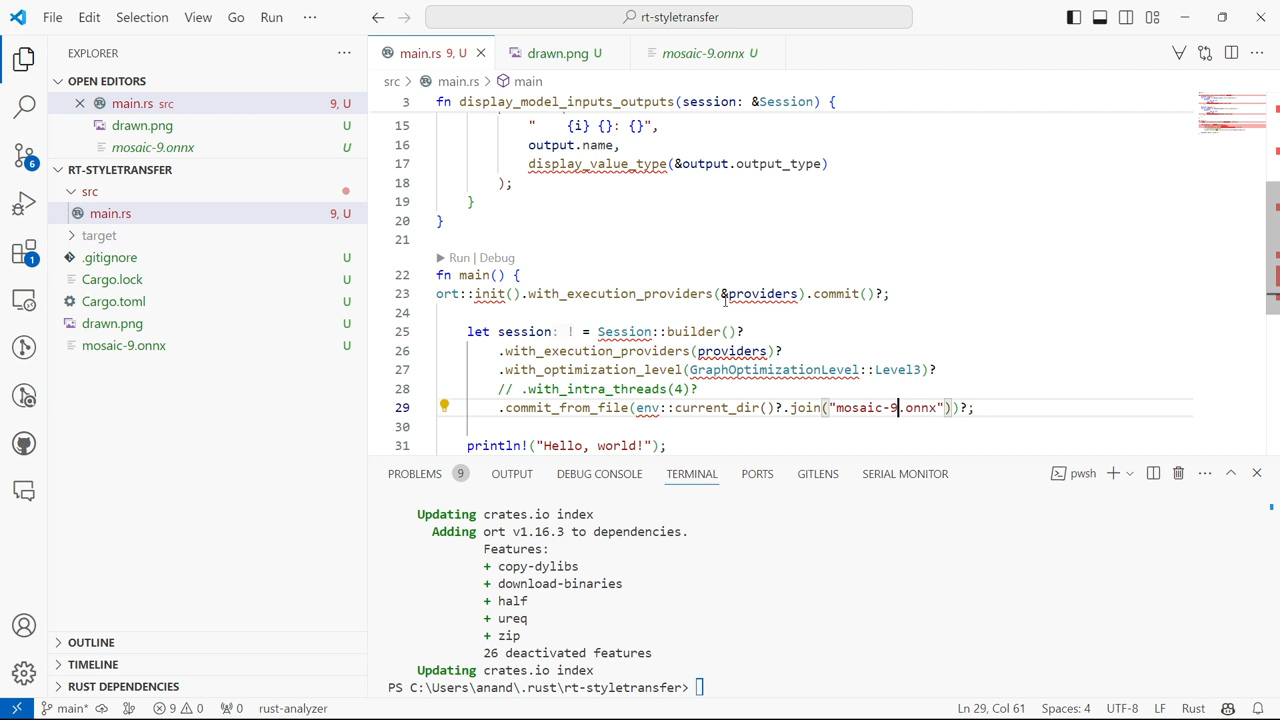 File Edit Selection View Go Run ··· rt-styletransfer
EXPLORER ···
OPEN EDITORS
main.rs src 9, U
drawn.png U
mosaic-9.onnx U
RT-STYLETRANSFER
src
main.rs 9, U
target
.gitignore U
Cargo.lock U
Cargo.toml U
drawn.png U
mosaic-9.onnx U
OUTLINE
TIMELINE
RUST DEPENDENCIES
6
1
main.rs 9, U drawn.png U mosaic-9.onnx U
src > main.rs > main
3 fn display_model_inputs_outputs(session: &Session) {
15 {i} {}: {}",
16 output.name,
17 display_value_type(&output.output_type)
18 );
19 }
20 }
21
Run | Debug
22 fn main() {
23 ort::init().with_execution_providers(&providers).commit()?;
24
25 let session: ! = Session::builder()?
26 .with_execution_providers(providers)?
27 .with_optimization_level(GraphOptimizationLevel::Level3)?
28 // .with_intra_threads(4)?
29 .commit_from_file(env::current_dir()?.join("mosaic-9.onnx"))?;
30
31 println!("Hello, world!");
PROBLEMS 9 OUTPUT DEBUG CONSOLE TERMINAL PORTS GITLENS SERIAL MONITOR pwsh
Updating crates.io index
Adding ort v1.16.3 to dependencies.
Features:
+ copy-dylibs
+ download-binaries
+ half
+ ureq
+ zip
26 deactivated features
Updating crates.io index
PS C:\Users\anand\.rust\rt-styletransfer>
main* 9 0 0 rust-analyzer Ln 29, Col 61 Spaces: 4 UTF-8 LF Rust